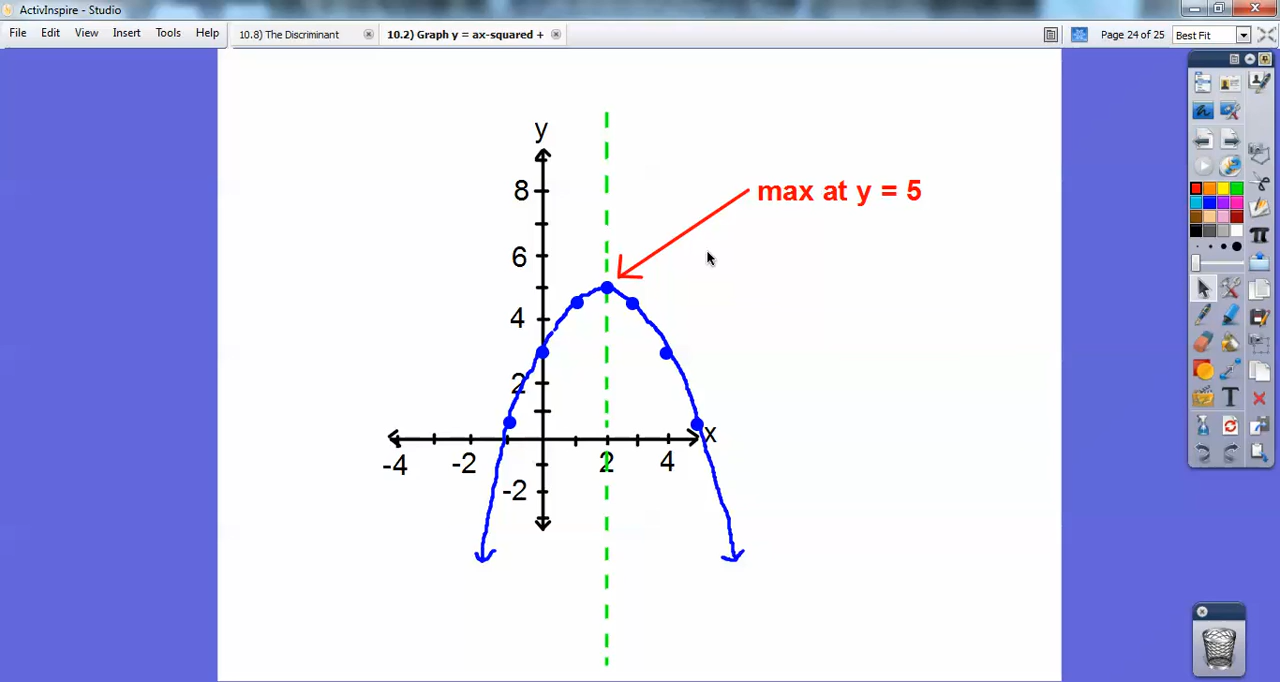 ActivInspire - Studio
File Edit View Insert Tools Help
10.8) The Discriminant
10.2) Graph y = ax-squared +
Page 24 of 25
Best Fit
y
8
6
4
2
-2
-4 -2 2 4
x
max at y = 5
T
π